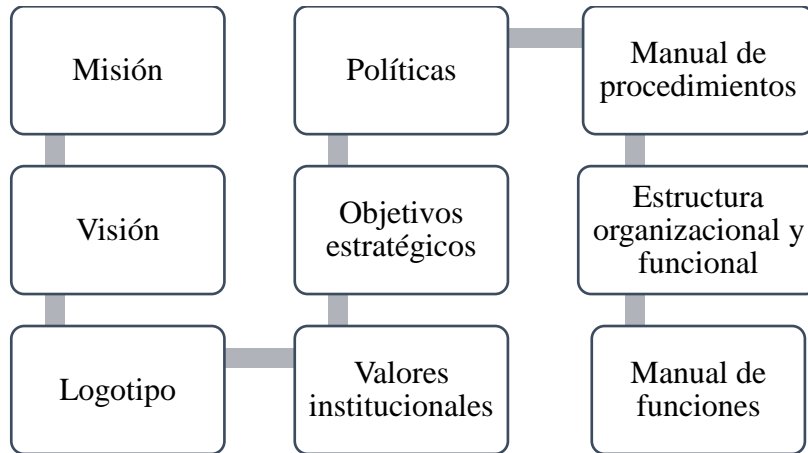 Misión
Visión
Logotipo
Valores
institucionales
Objetivos
estratégicos
Políticas
Manual de
procedimientos
Estructura
organizacional y
funcional
Manual de
funciones